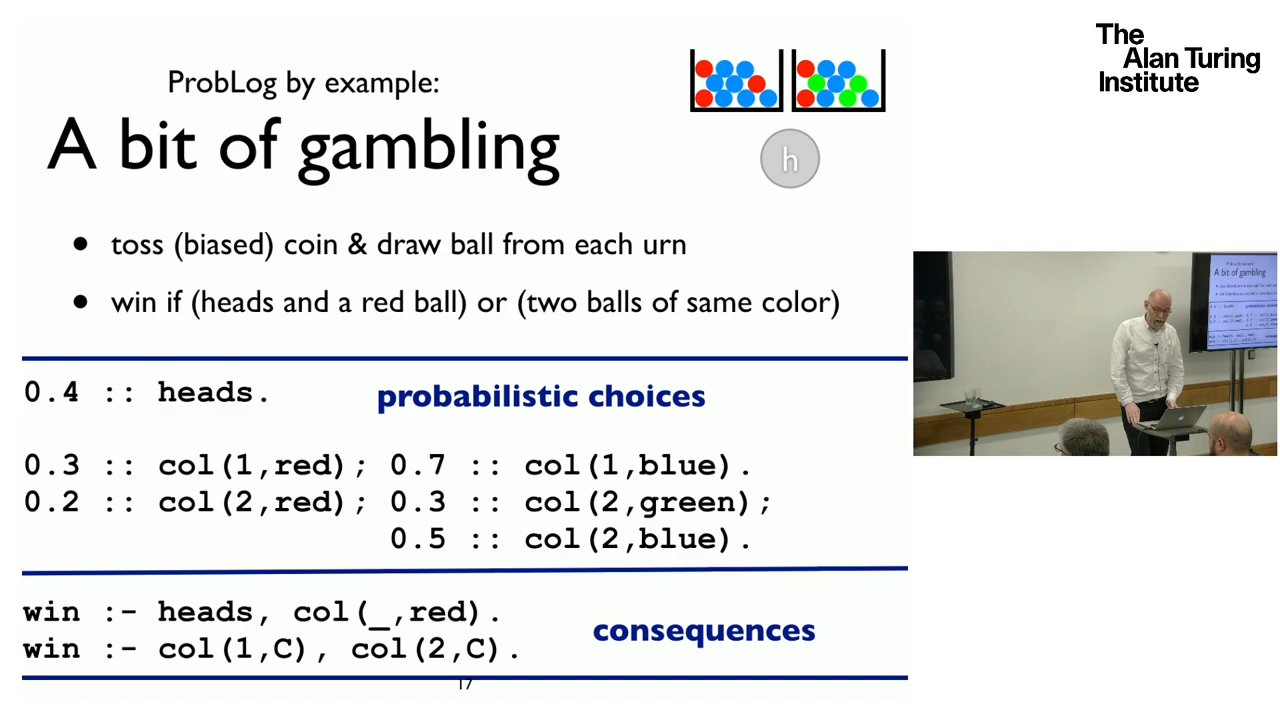 ProbLog by example:
A bit of gambling
h
• toss (biased) coin & draw ball from each urn
• win if (heads and a red ball) or (two balls of same color)
0.4 :: heads.
probabilistic choices
0.3 :: col(1,red); 0.7 :: col(1,blue).
0.2 :: col(2,red); 0.3 :: col(2,green);
0.5 :: col(2,blue).
win :- heads, col(_,red).
win :- col(1,C), col(2,C).
consequences
17
The
Alan Turing
Institute
A bit of gambling